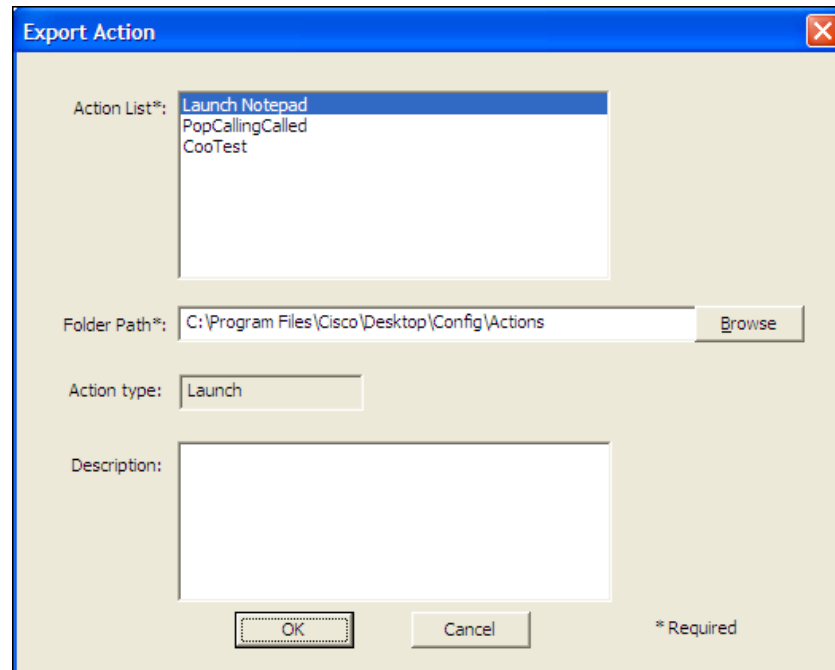 Export Action
Action List*:
Launch Notepad
PopCallingCalled
CooTest
Folder Path*: C:\Program Files\Cisco\Desktop\Config\Actions Browse
Action type: Launch
Description:
OK Cancel * Required